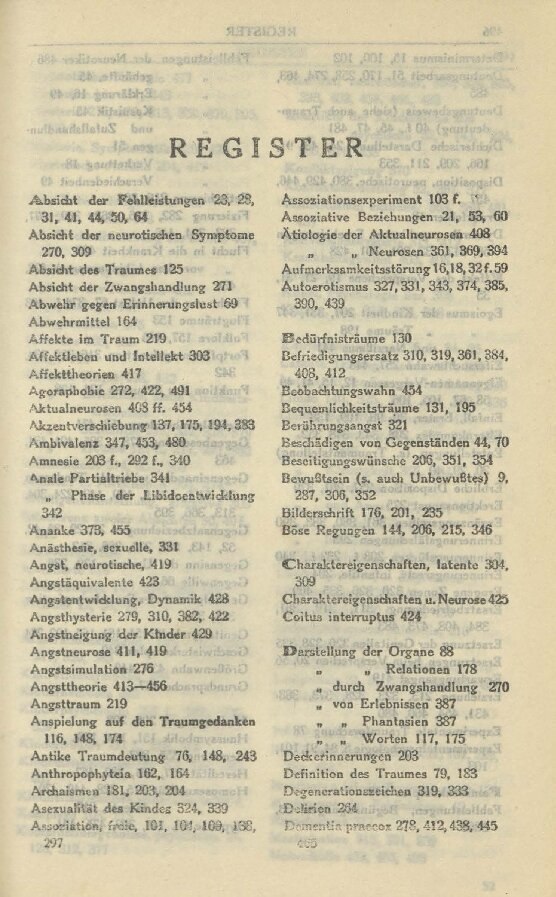 REGISTER
Absicht der Fehlleistungen 23, 28,
31, 41, 44, 50, 64
Absicht der neurotischen Symptome
270, 309
Absicht des Traumes 125
Absicht der Zwangshandlung 271
Abwehr gegen Erinnerungslust 69
Abwehrmittel 164
Affekte im Traum 219
Affektleben und Intellekt 303
Affekttheorien 417
Agoraphobie 272, 422, 491
Aktualneurosen 403 ff. 454
Akzentverschiebung 137, 175, 194, 383
Ambivalenz 347, 453, 480
Amnesie 203 f., 292 f., 340
Anale Partialtriebe 341
„ Phase der Libidoentwicklung
342
Ananke 373, 455
Anästhesie, sexuelle, 331
Angst, neurotische, 419
Angstäquivalente 423
Angstentwicklung, Dynamik 428
Angsthysterie 279, 310, 382, 422
Angstneigung der Kinder 429
Angstneurose 411, 419
Angstsimulation 276
Angsttheorie 413—456
Angsttraum 219
Anspielung auf den Traumgedanken
116, 148, 174
Antike Traumdeutung 76, 148, 243
Anthropophyteia 162, 164
Archaismen 181, 203, 204
Asexualität des Kindes 324, 339
Association, freie, 101, 104, 109, 138,
297
Assoziationsexperiment 103 f.
Assoziative Beziehungen 21, 53, 60
Ätiologie der Aktualneurosen 408
„ „ Neurosen 361, 369, 394
Aufmerksamkeitsstörung 16,18, 32 f. 59
Autoerotismus 327, 331, 343, 374, 385,
390, 439
Bedürfnisträume 130
Befriedigungsersatz 310, 319, 361, 384,
408, 412
Beobachtungswahn 454
Bequemlichkeitsträume 131, 195
Berührungsangst 321
Beschädigen von Gegenständen 44, 70
Beseitigungswünsche 206, 351, 354
Bewußtsein (s. auch Unbewußtes) 9,
287, 306, 352
Bilderschrift 176, 201, 235
Böse Regungen 144, 206, 215, 346
Charaktereigenschaften, latente 304,
309
Charaktereigenschaften u. Neurose 425
Coitus interruptus 424
Darstellung der Organe 88
„ „ Relationen 178
„ durch Zwangshandlung 270
„ von Erlebnissen 387
„ „ Phantasien 387
„ „ Worten 117, 175
Deckerinnerungen 203
Definition des Traumes 79, 183
Degenerationszeichen 319, 333
Delirien 264
Dementia praecox 278, 412, 438, 445